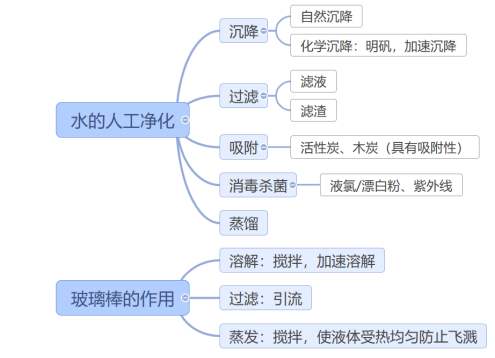 水的人工净化
沉降
自然沉降
化学沉降：明矾，加速沉降
过滤
滤液
滤渣
吸附
活性炭、木炭（具有吸附性）
消毒杀菌
液氯/漂白粉、紫外线
蒸馏
玻璃棒的作用
溶解：搅拌，加速溶解
过滤：引流
蒸发：搅拌，使液体受热均匀防止飞溅